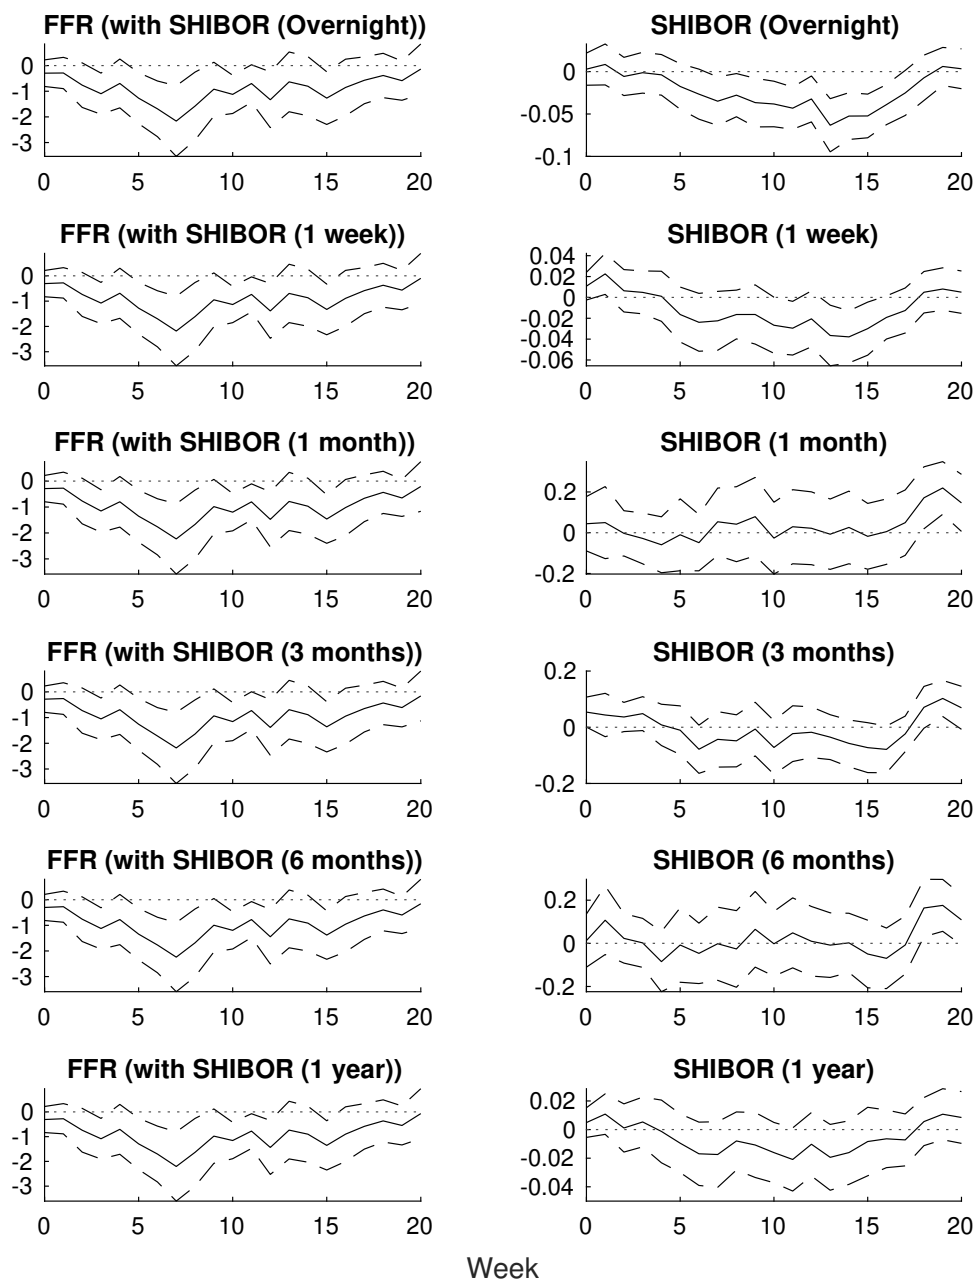 FFR (with SHIBOR (Overnight))
0
-1
-2
-3
0 5 10 15 20
SHIBOR (Overnight)
0
-0.05
-0.1
0 5 10 15 20
FFR (with SHIBOR (1 week))
0
-1
-2
-3
0 5 10 15 20
SHIBOR (1 week)
0.04
0.02
0
-0.02
-0.04
-0.06
0 5 10 15 20
FFR (with SHIBOR (1 month))
0
-1
-2
-3
0 5 10 15 20
SHIBOR (1 month)
0.2
0
-0.2
0 5 10 15 20
FFR (with SHIBOR (3 months))
0
-1
-2
-3
0 5 10 15 20
SHIBOR (3 months)
0.2
0
-0.2
0 5 10 15 20
FFR (with SHIBOR (6 months))
0
-1
-2
-3
0 5 10 15 20
SHIBOR (6 months)
0.2
0
-0.2
0 5 10 15 20
FFR (with SHIBOR (1 year))
0
-1
-2
-3
0 5 10 15 20
SHIBOR (1 year)
0.02
0
-0.02
-0.04
0 5 10 15 20
Week